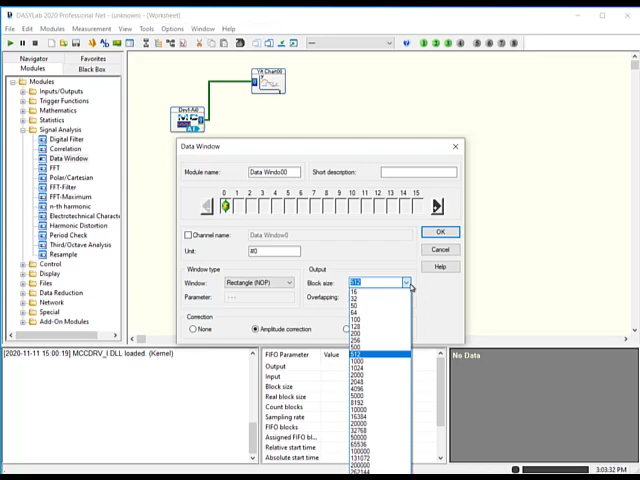 DASYLab 2020 Professional Net - (unknown) - [Worksheet]
File Edit Modules Measurement View Options Window Help
Navigator Favorites
Modules Black Box
Modules
Inputs/Outputs
Trigger Functions
Mathematics
Statistics
Signal Analysis
Digital Filter
Correlation
Data Window
FFT
Polar/Cartesian
FFT-Filter
FFT-Maximum
n-th harmonic
Electrotechnical Charact
Harmonic Distortion
Period Check
Third/Octave Analysis
Resample
Control
Display
Files
Data Reduction
Network
Special
Add-On Modules
Y/t Chart00
Dev1 Ai0
Data Window
Module name: Data Windo00 Short description:
0 1 2 3 4 5 6 7 8 9 10 11 12 13 14 15
Channel name: Data Window0
Unit: #0
OK
Cancel
Help
Window type
Window: Rectangle (NOP)
Parameter: ---
Output
Block size: 512
Overlapping:
16
32
50
64
100
128
200
256
500
512
1000
1024
2000
2048
4096
5000
8192
10000
16384
20000
32768
50000
65536
100000
131072
200000
262144
Correction
None Amplitude correction
[2020-11-11 15:00:19] MCCDRV_I.DLL loaded. (Kernel)
FIFO Parameter Value
Output
Input
Block size
Real block size
Count blocks
Sampling rate
FIFO blocks
Assigned FIFO bl...
Relative start time
Absolute start time
No Data
3:03:32 PM